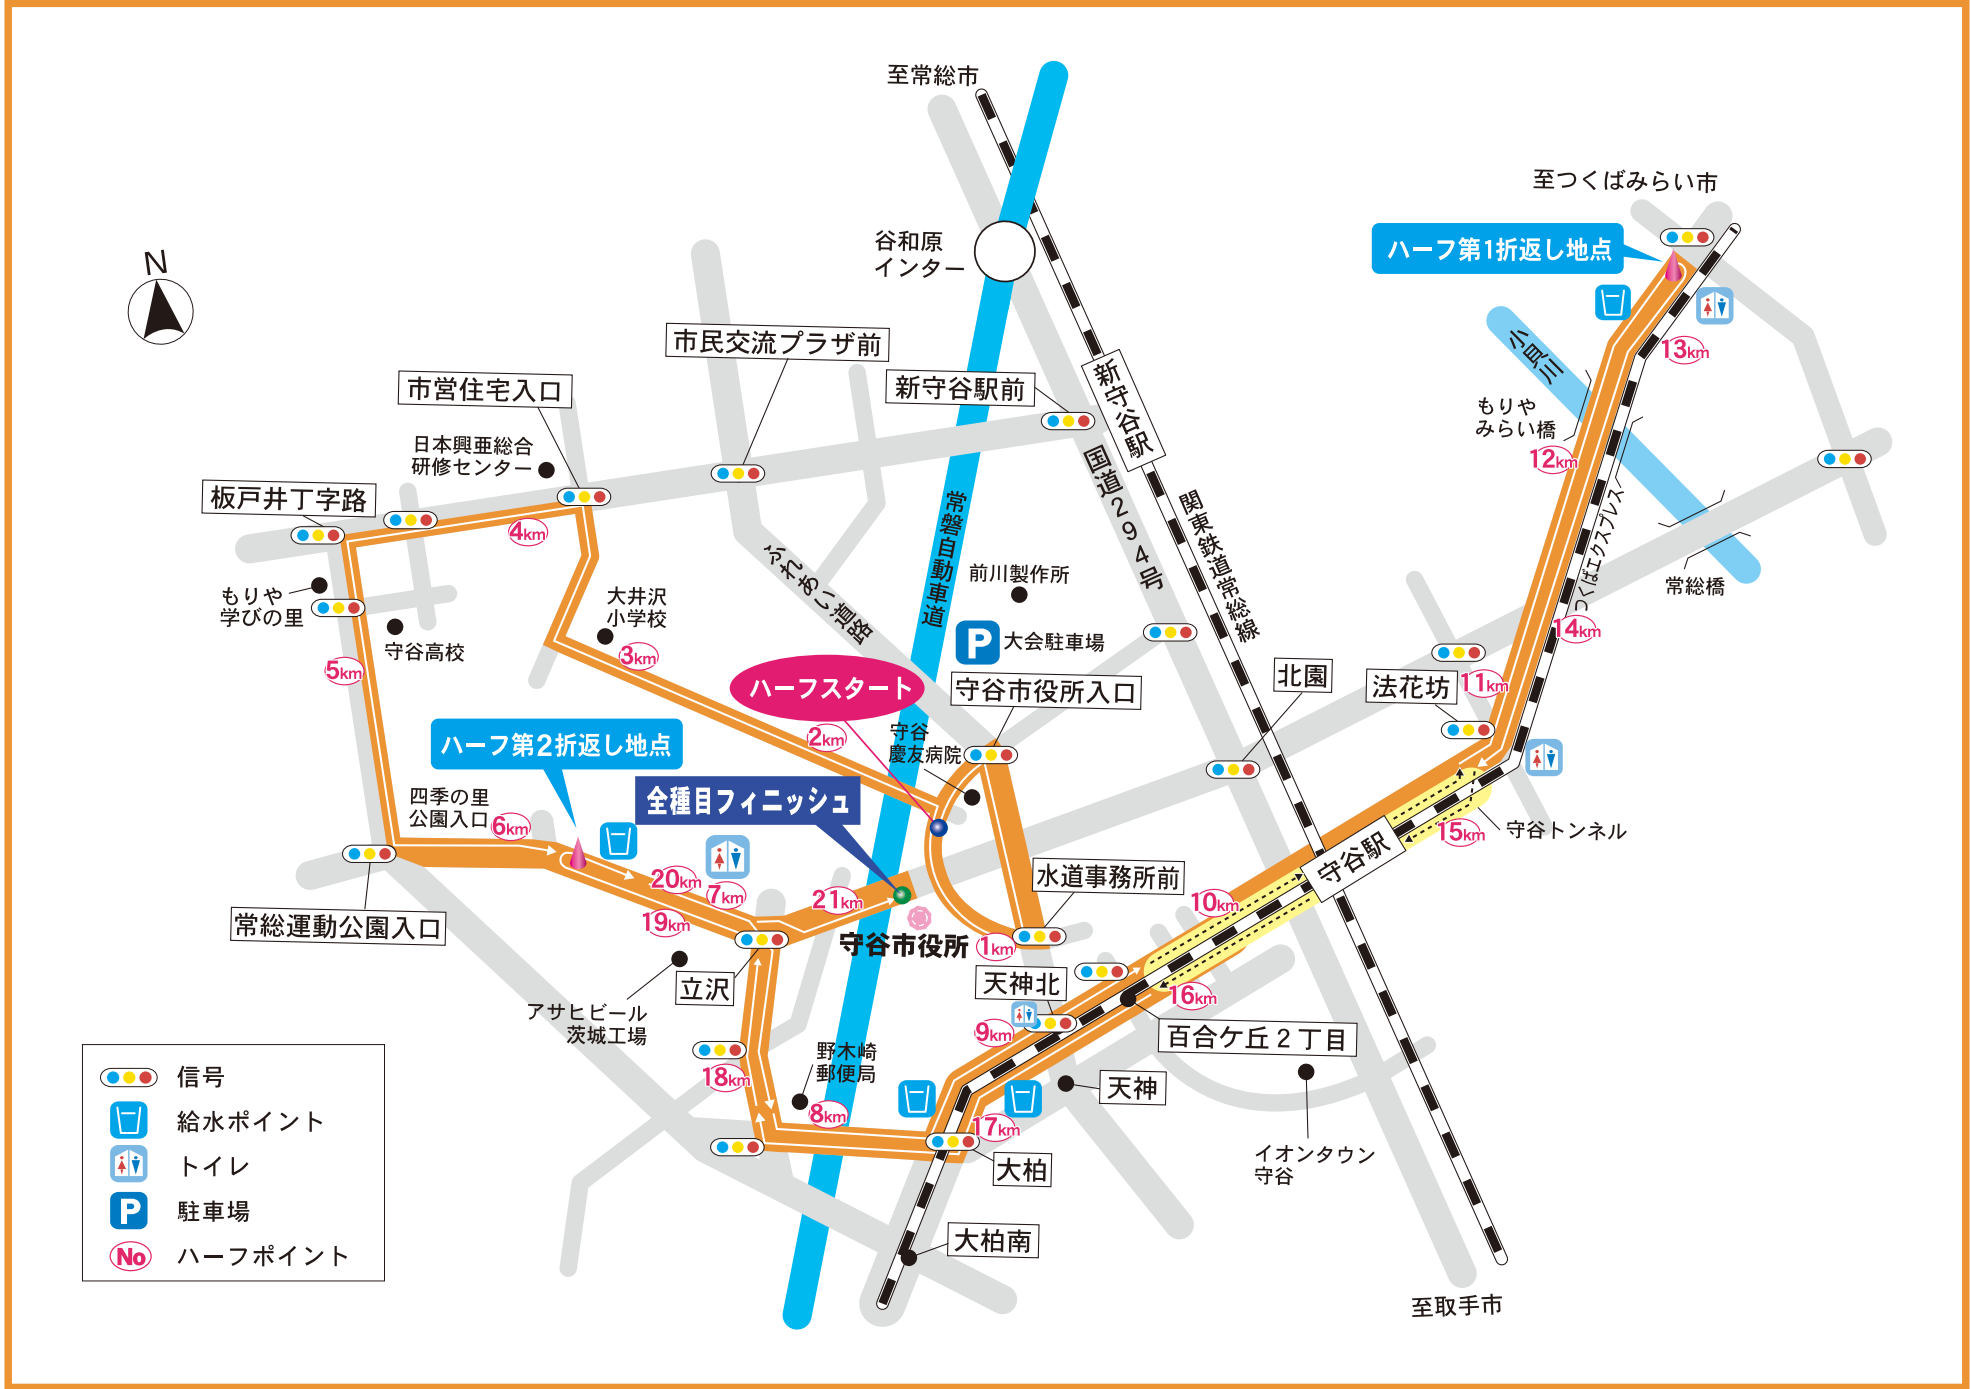 至常総市
至つくばみらい市
谷和原
インター
ハーフ第1折返し地点
N
市民交流プラザ前
小貝川
13km
市営住宅入口
新守谷駅前
新守谷駅
もりや
みらい橋
日本興亜総合
研修センター
12km
国道294号
板戸井丁字路
常磐自動車道
関東鉄道常総線
つくばエクスプレス
4km
ふれあい道路
前川製作所
常総橋
もりや
学びの里
大井沢
小学校
P
大会駐車場
14km
守谷高校
3km
5km
ハーフスタート
守谷市役所入口
北園
法花坊
11km
ハーフ第2折返し地点
2km
守谷
慶友病院
四季の里
公園入口
6km
全種目フィニッシュ
15km
守谷トンネル
守谷駅
20km
7km
21km
水道事務所前
10km
常総運動公園入口
19km
守谷市役所
1km
立沢
天神北
16km
アサヒビール
茨城工場
9km
百合ケ丘2丁目
18km
野木崎
郵便局
8km
天神
17km
大柏
イオンタウン
守谷
大柏南
至取手市
信号
給水ポイント
トイレ
P
駐車場
No
ハーフポイント